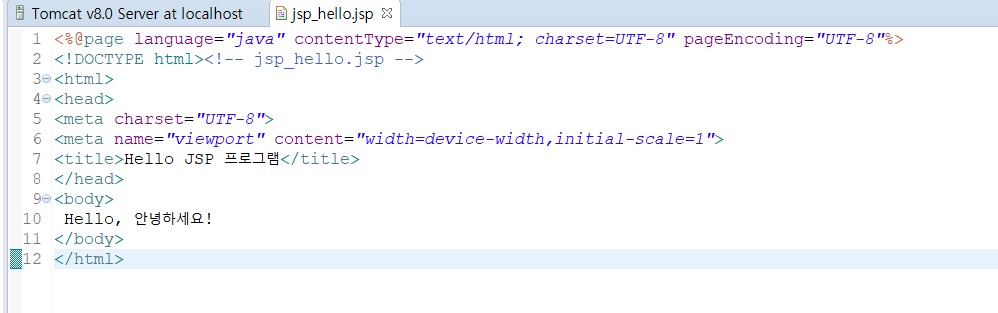 Tomcat v8.0 Server at localhost jsp_hello.jsp
1 <%@page language="java" contentType="text/html; charset=UTF-8" pageEncoding="UTF-8"%>
2 <!DOCTYPE html><!-- jsp_hello.jsp -->
3 <html>
4 <head>
5 <meta charset="UTF-8">
6 <meta name="viewport" content="width=device-width,initial-scale=1">
7 <title>Hello JSP 프로그램</title>
8 </head>
9 <body>
10  Hello, 안녕하세요!
11 </body>
12 </html>